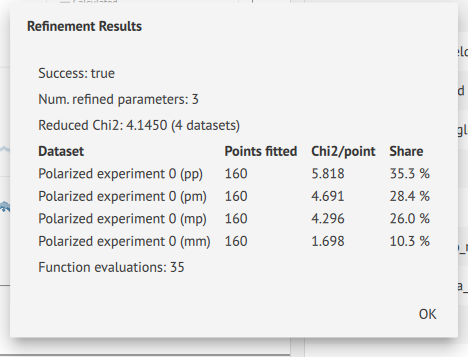 Calculated
Refinement Results
Success: true
Num. refined parameters: 3
Reduced Chi2: 4.1450 (4 datasets)
Dataset Points fitted Chi2/point Share
Polarized experiment 0 (pp) 160 5.818 35.3 %
Polarized experiment 0 (pm) 160 4.691 28.4 %
Polarized experiment 0 (mp) 160 4.296 26.0 %
Polarized experiment 0 (mm) 160 1.698 10.3 %
Function evaluations: 35
OK